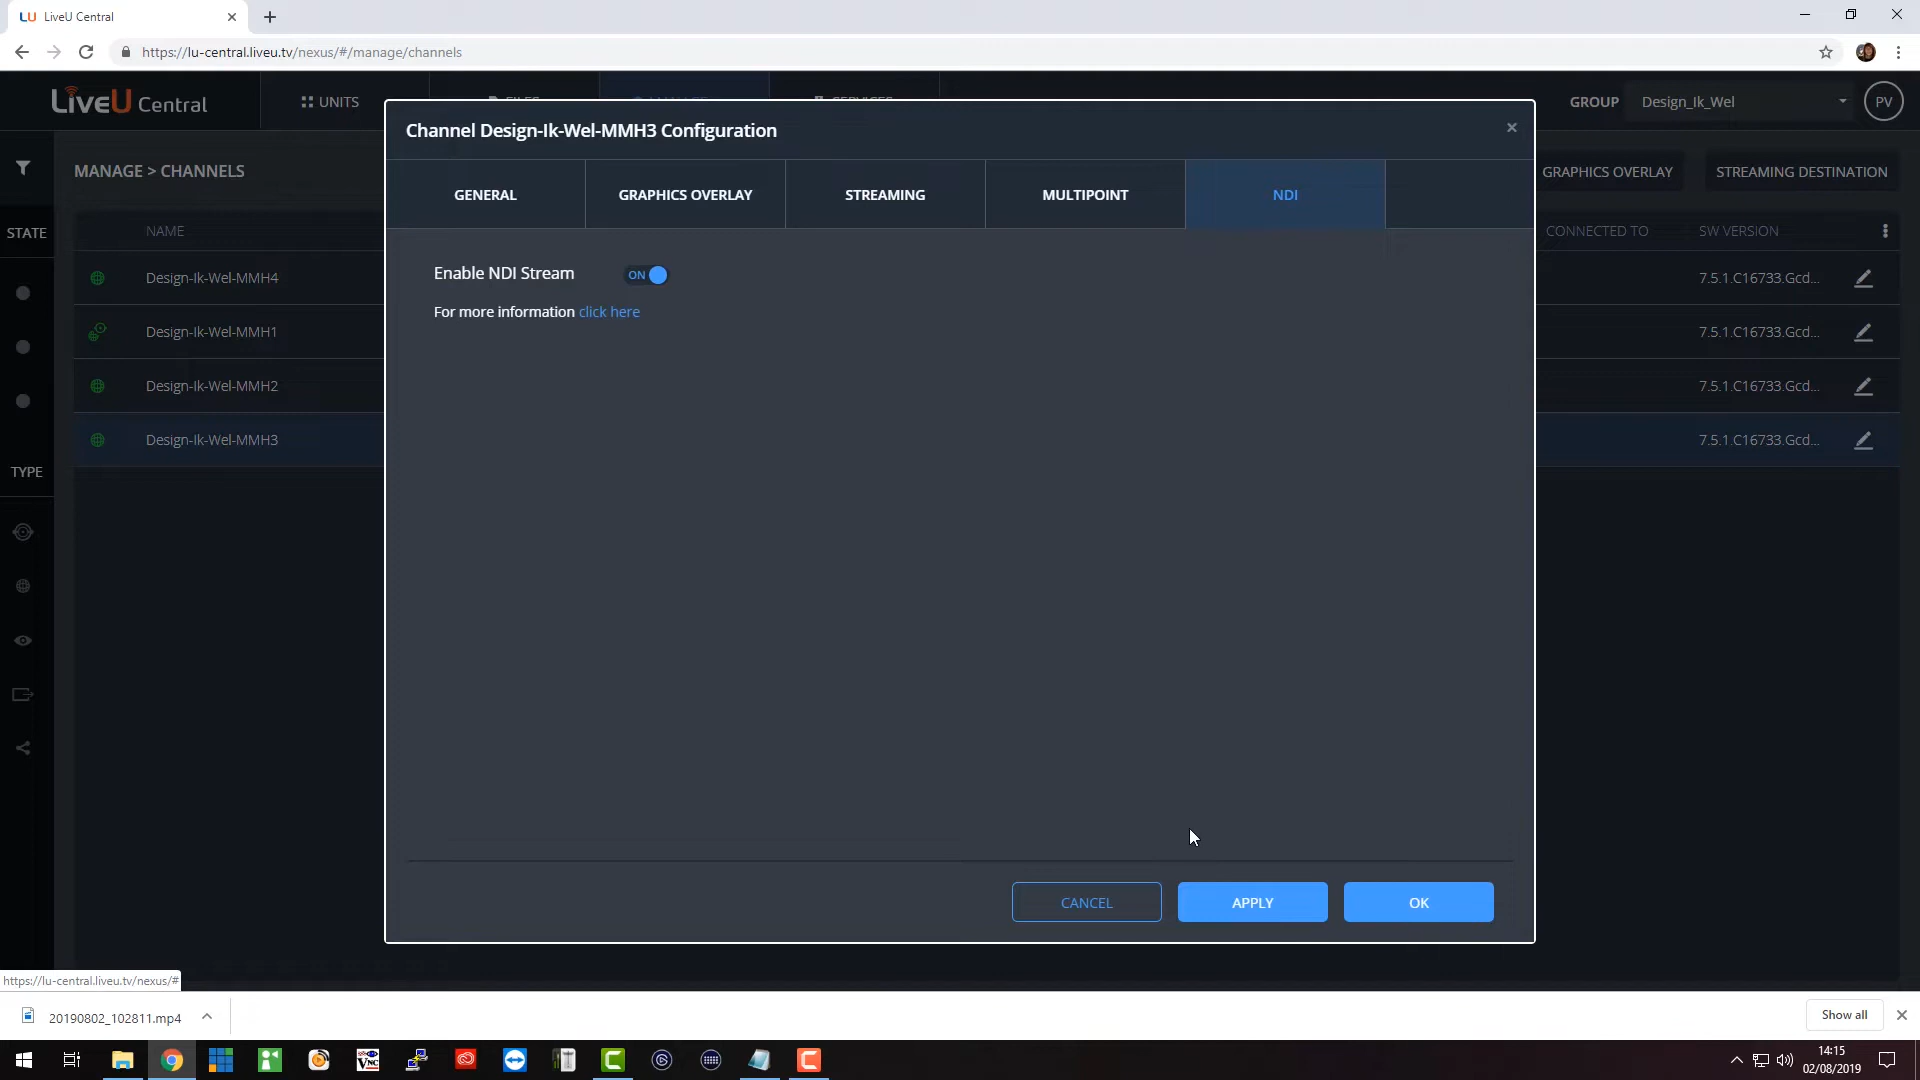 LU LiveU Central
https://lu-central.liveu.tv/nexus/#/manage/channels
LiveU Central
UNITS
GROUP
Design_Ik_Wel
PV
MANAGE > CHANNELS
GRAPHICS OVERLAY
STREAMING DESTINATION
STATE
NAME
CONNECTED TO
SW VERSION
Design-Ik-Wel-MMH4
7.5.1.C16733.Gcd...
Design-Ik-Wel-MMH1
7.5.1.C16733.Gcd...
Design-Ik-Wel-MMH2
7.5.1.C16733.Gcd...
Design-Ik-Wel-MMH3
7.5.1.C16733.Gcd...
TYPE
Channel Design-Ik-Wel-MMH3 Configuration
GENERAL
GRAPHICS OVERLAY
STREAMING
MULTIPOINT
NDI
Enable NDI Stream
ON
For more information click here
CANCEL
APPLY
OK
https://lu-central.liveu.tv/nexus/#
20190802_102811.mp4
Show all
14:15
02/08/2019